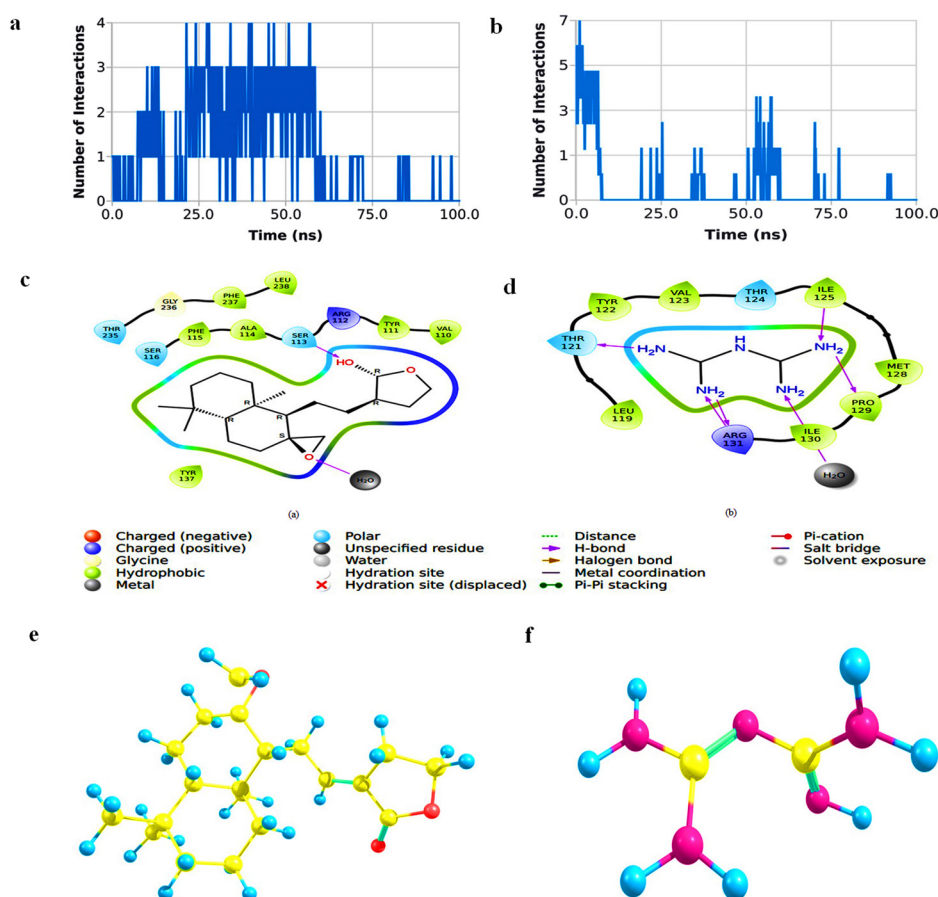 a
Number of Interactions
4
3
2
1
0
0.0 25.0 50.0 75.0 100.0
Time (ns)
b
Number of Interactions
7
5
4
3
1
0
0.0 25.0 50.0 75.0 100.0
Time (ns)
c
THR 235
GLY 236
PHE 237
LEU 238
SER 116
PHE 115
ALA 114
SER 113
ARG 112
TYR 111
VAL 110
HO
O
R
R
R
R
R
S
O
H2O
TYR 137
(a)
d
TYR 122
VAL 123
THR 124
ILE 125
THR 121
H2N
H
N
NH2
NH2
NH2
MET 128
PRO 129
LEU 119
ARG 131
ILE 130
H2O
(b)
Charged (negative)
Charged (positive)
Glycine
Hydrophobic
Metal
Polar
Unspecified residue
Water
Hydration site
Hydration site (displaced)
Distance
H-bond
Halogen bond
Metal coordination
Pi-Pi stacking
Pi-cation
Salt bridge
Solvent exposure
e
f